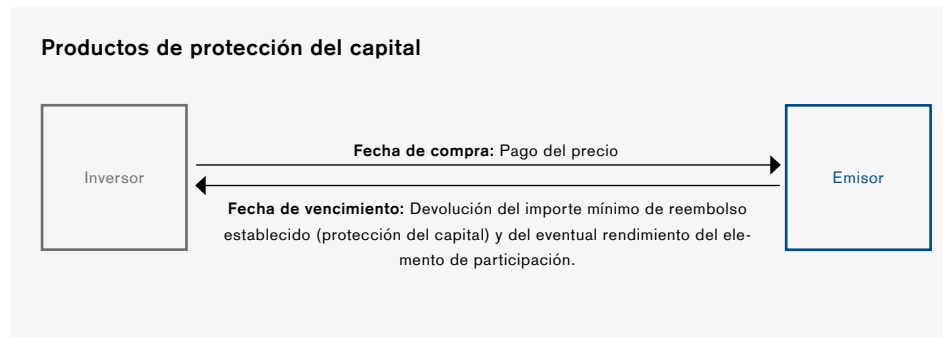 Productos de protección del capital
Fecha de compra: Pago del precio
Inversor
Emisor
Fecha de vencimiento: Devolución del importe mínimo de reembolso
establecido (protección del capital) y del eventual rendimiento del ele-
mento de participación.